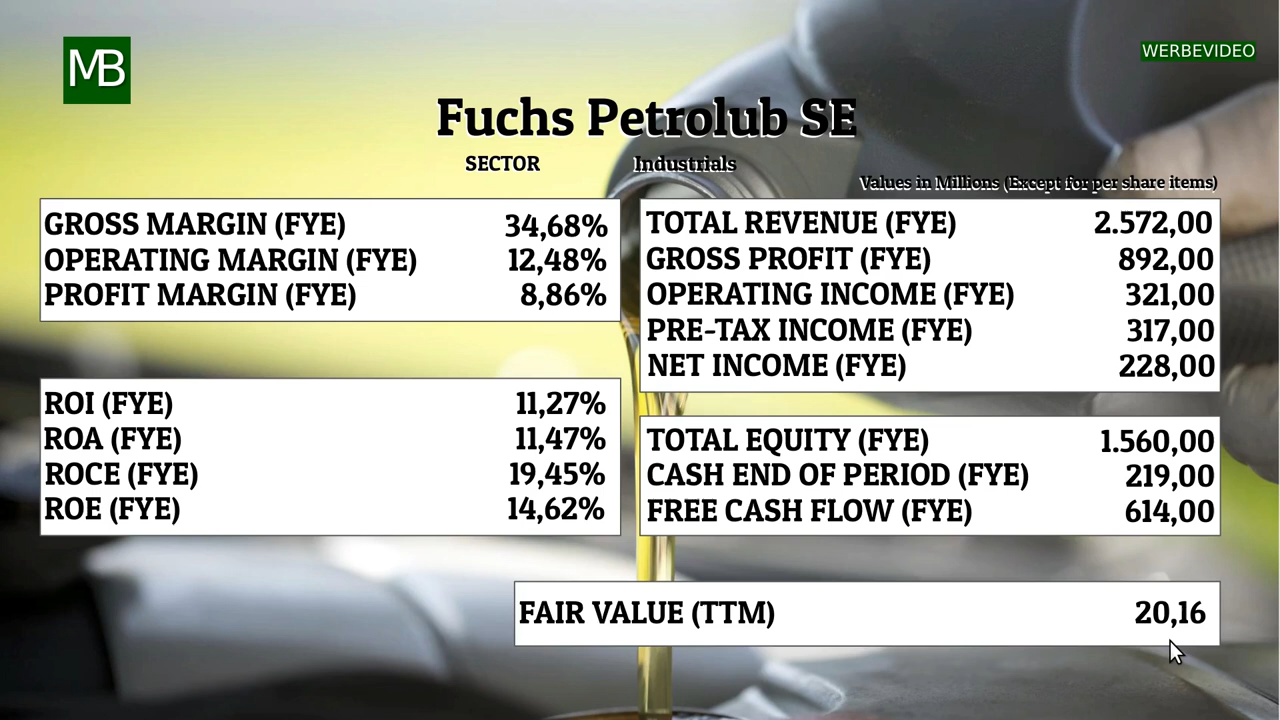 MB
WERBEVIDEO
Fuchs Petrolub SE
SECTOR Industrials
Values in Millions (Except for per share items)
GROSS MARGIN (FYE) 34,68%
OPERATING MARGIN (FYE) 12,48%
PROFIT MARGIN (FYE) 8,86%
TOTAL REVENUE (FYE) 2.572,00
GROSS PROFIT (FYE) 892,00
OPERATING INCOME (FYE) 321,00
PRE-TAX INCOME (FYE) 317,00
NET INCOME (FYE) 228,00
ROI (FYE) 11,27%
ROA (FYE) 11,47%
ROCE (FYE) 19,45%
ROE (FYE) 14,62%
TOTAL EQUITY (FYE) 1.560,00
CASH END OF PERIOD (FYE) 219,00
FREE CASH FLOW (FYE) 614,00
FAIR VALUE (TTM) 20,16